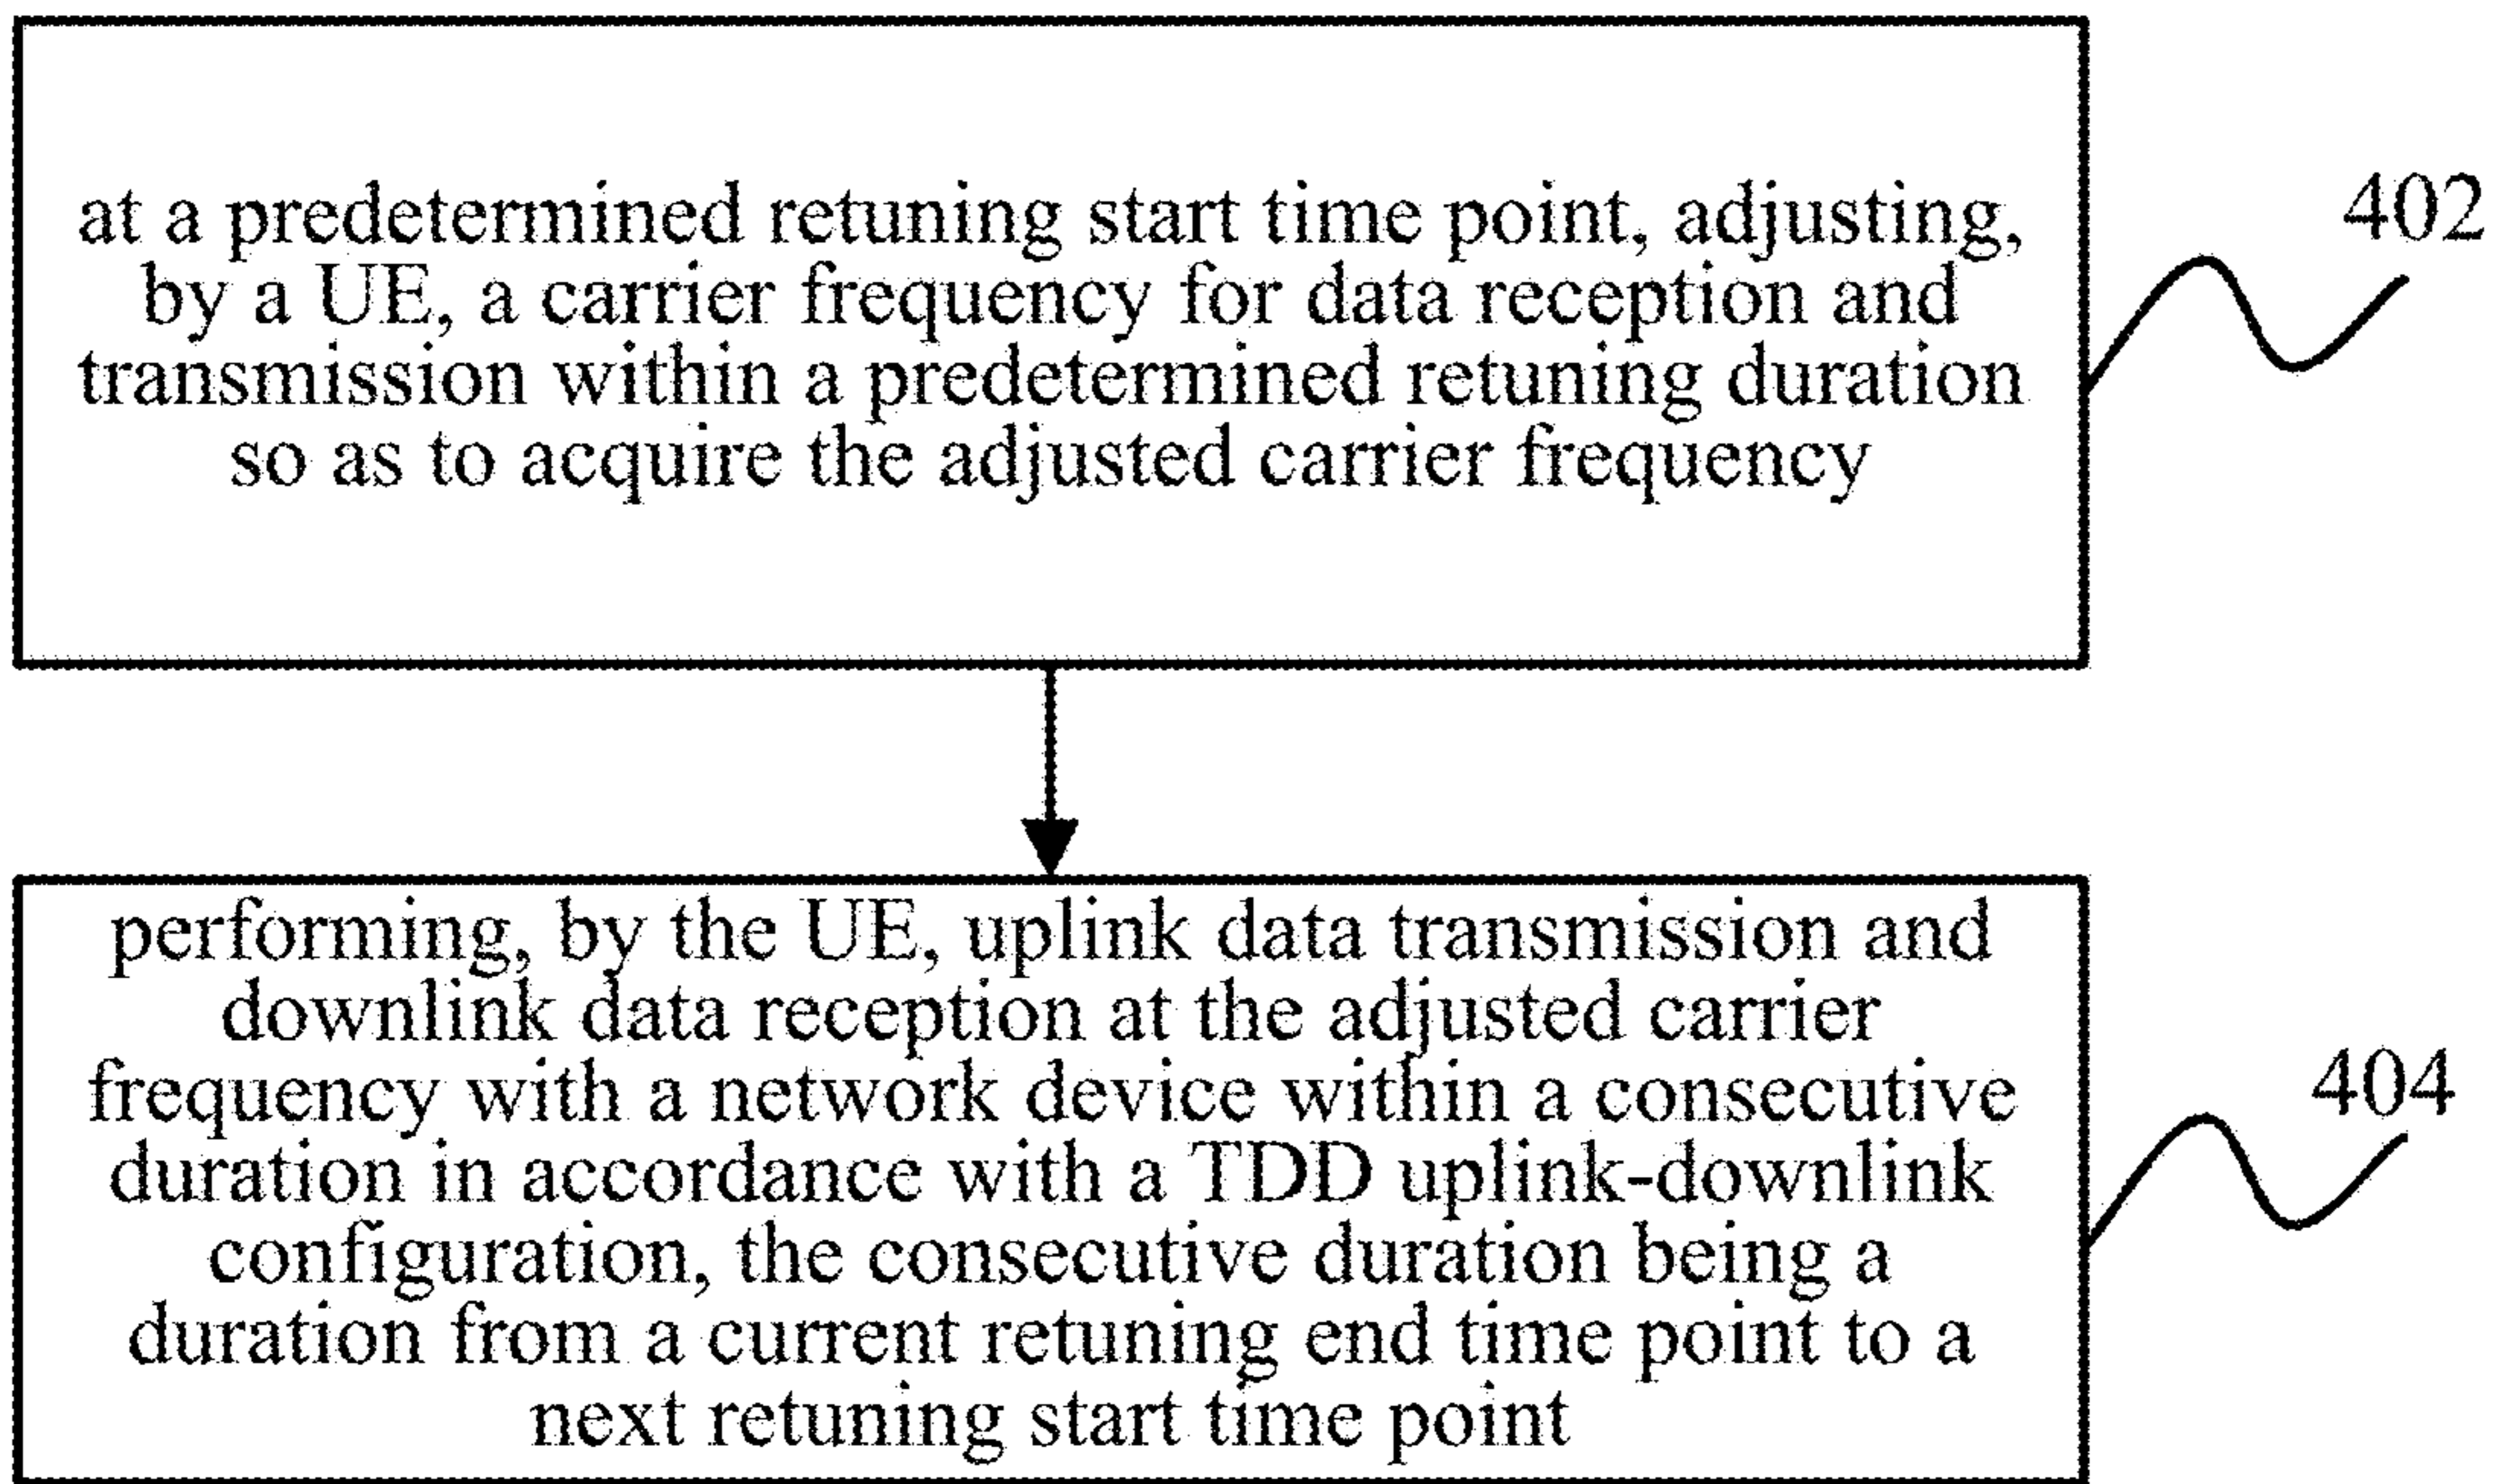 at a predetermined retuning start time point, adjusting,
by a UE, a carrier frequency for data reception and
transmission within a predetermined retuning duration
so as to acquire the adjusted carrier frequency
402
performing, by the UE, uplink data transmission and
downlink data reception at the adjusted carrier
frequency with a network device within a consecutive
duration in accordance with a TDD uplink-downlink
configuration, the consecutive duration being a
duration from a current retuning end time point to a
next retuning start time point
404